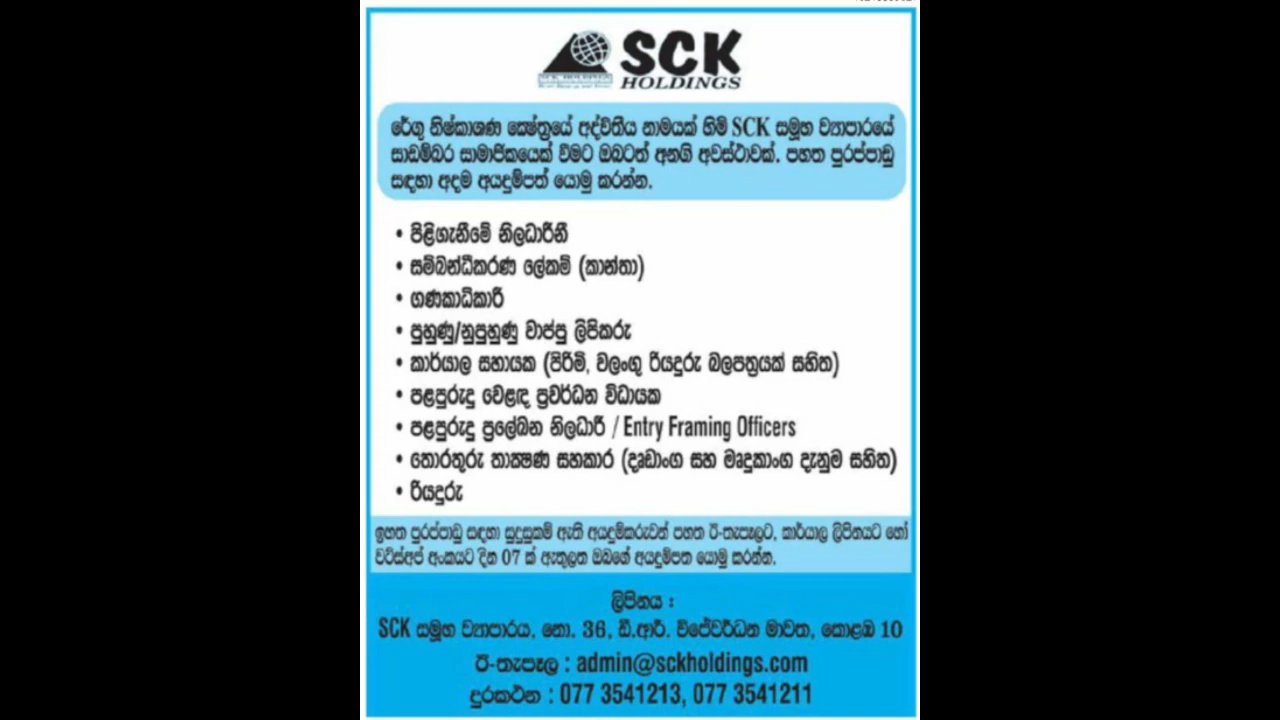 SCK
HOLDINGS
SCK HOLDINGS
රේගු නිෂ්කාශණ ක්‍ෂේත්‍රයේ අද්විතීය නාමයක් හිමි SCK සමූහ ව්‍යාපාරයේ
සාඩම්බර සාමාජිකයෙක් වීමට ඔබටත් අනගි අවස්ථාවක්. පහත පුරප්පාඩු
සඳහා අදම අයදුම්පත් යොමු කරන්න.
• පිළිගැනීමේ නිලධාරීනී
• සම්බන්ධීකරණ ලේකම් (කාන්තා)
• ගණකාධිකාරී
• පුහුණු/නුපුහුණු වාප්පු ලිපිකරු
• කාර්යාල සහායක (පිරිමි, වලංගු රියදුරු බලපත්‍රයක් සහිත)
• පළපුරුදු වෙළඳ ප්‍රවර්ධන විධායක
• පළපුරුදු ප්‍රලේඛන නිලධාරී / Entry Framing Officers
• තොරතුරු තාක්‍ෂණ සහකාර (දෘඩාංග සහ මෘදුකාංග දැනුම සහිත)
• රියදුරු
ඉහත පුරප්පාඩු සඳහා සුදුසුකම් ඇති අයදුම්කරුවන් පහත ඊ-තැපෑලට, කාර්යාල ලිපිනයට හෝ
වට්ස්අප් අංකයට දින 07 ක් ඇතුලත ඔබගේ අයදුම්පත යොමු කරන්න.
ලිපිනය :
SCK සමූහ ව්‍යාපාරය, නො. 36, ඩී.ආර්. විජේවර්ධන මාවත, කොළඹ 10
ඊ-තැපෑල : admin@sckholdings.com
දුරකථන : 077 3541213, 077 3541211